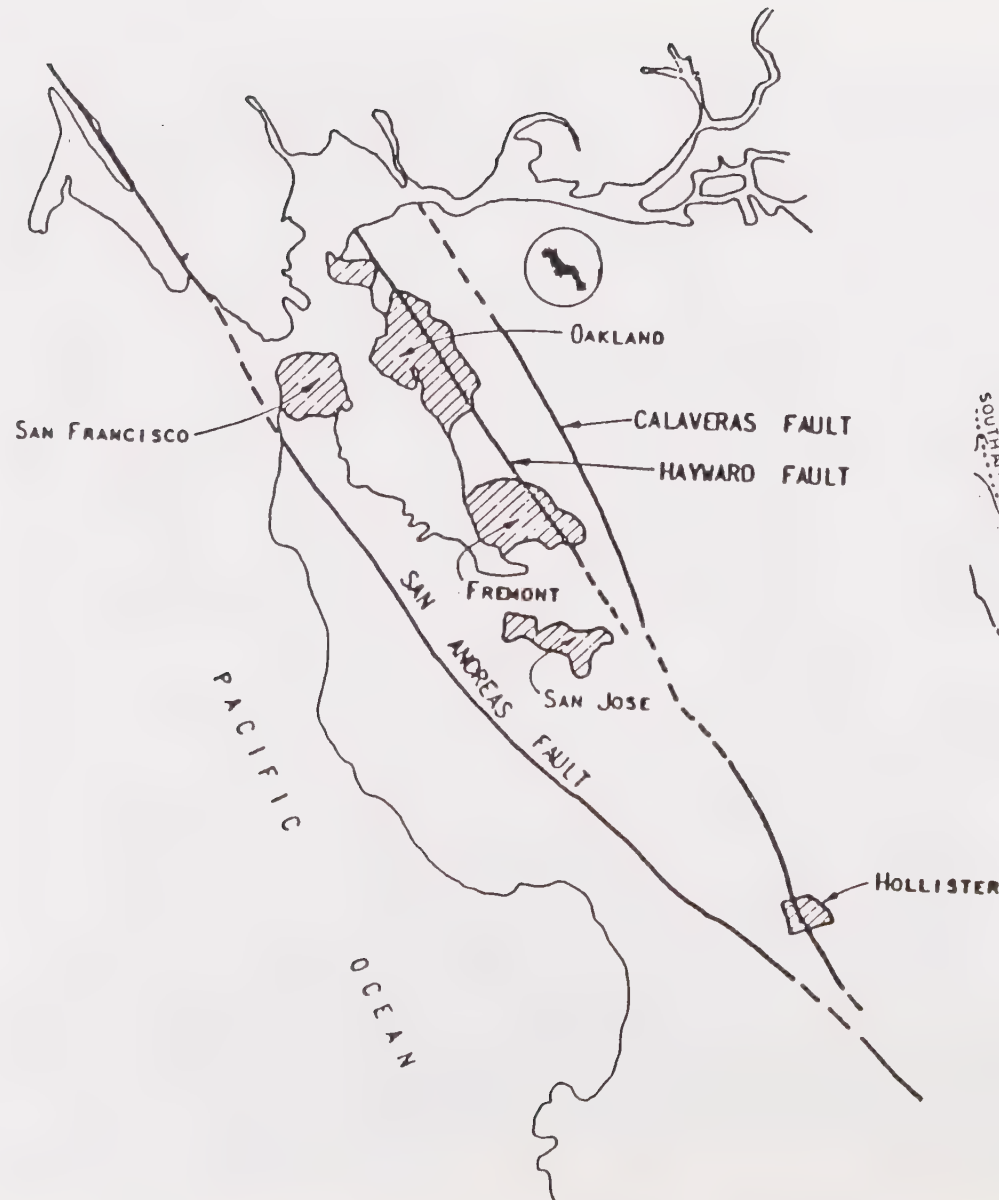 OAKLAND
SAN FRANCISCO
CALAVERAS FAULT
HAYWARD FAULT
FREMONT
SAN ANDREAS FAULT
SAN JOSE
PACIFIC OCEAN
HOLLISTER